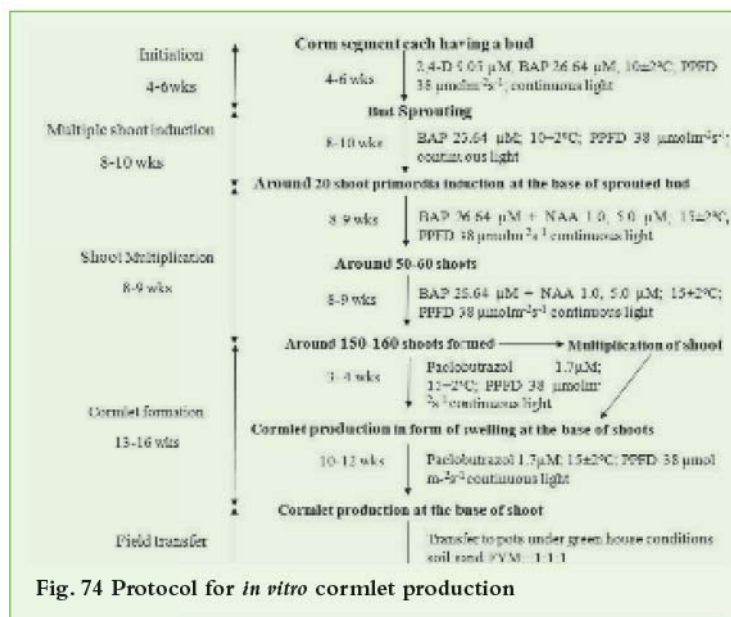 Corm segment each having a bud
Initiation
4-6wks
4-6 wks
2,4-D 9.05 µM, BAP 26.64 µM, 10±2ºC; PPFD
38 µmolm-²s-¹; continuous light
Bud Sprouting
Multiple shoot induction
8-10 wks
8-10 wks
BAP 26.64 µM; 10±2ºC; PPFD 38 µmolm-²s-¹;
continuous light
Around 20 shoot primordia induction at the base of sprouted bud
8-9 wks
BAP 26.64 µM + NAA 1.0, 5.0 µM; 15±2ºC;
PPFD 38 µmolm-²s-¹ continuous light
Shoot Multiplication
8-9 wks
Around 50-60 shoots
8-9 wks
BAP 26.64 µM + NAA 1.0, 5.0 µM; 15±2ºC;
PPFD 38 µmolm-²s-¹ continuous light
Around 150-160 shoots formed
Multiplication of shoot
3-4 wks
Paclobutrazol 1.7µM;
15±2ºC; PPFD 38 µmolm-
²s-¹ continuous light
Cormlet formation
13-16 wks
Cormlet production in form of swelling at the base of shoots
10-12 wks
Paclobutrazol 1.7µM; 15±2ºC; PPFD 38 µmol
m-²s-¹ continuous light
Cormlet production at the base of shoot
Field transfer
Transfer to pots under green house conditions
soil sand FYM 1:1:1
Fig. 74 Protocol for in vitro cormlet production